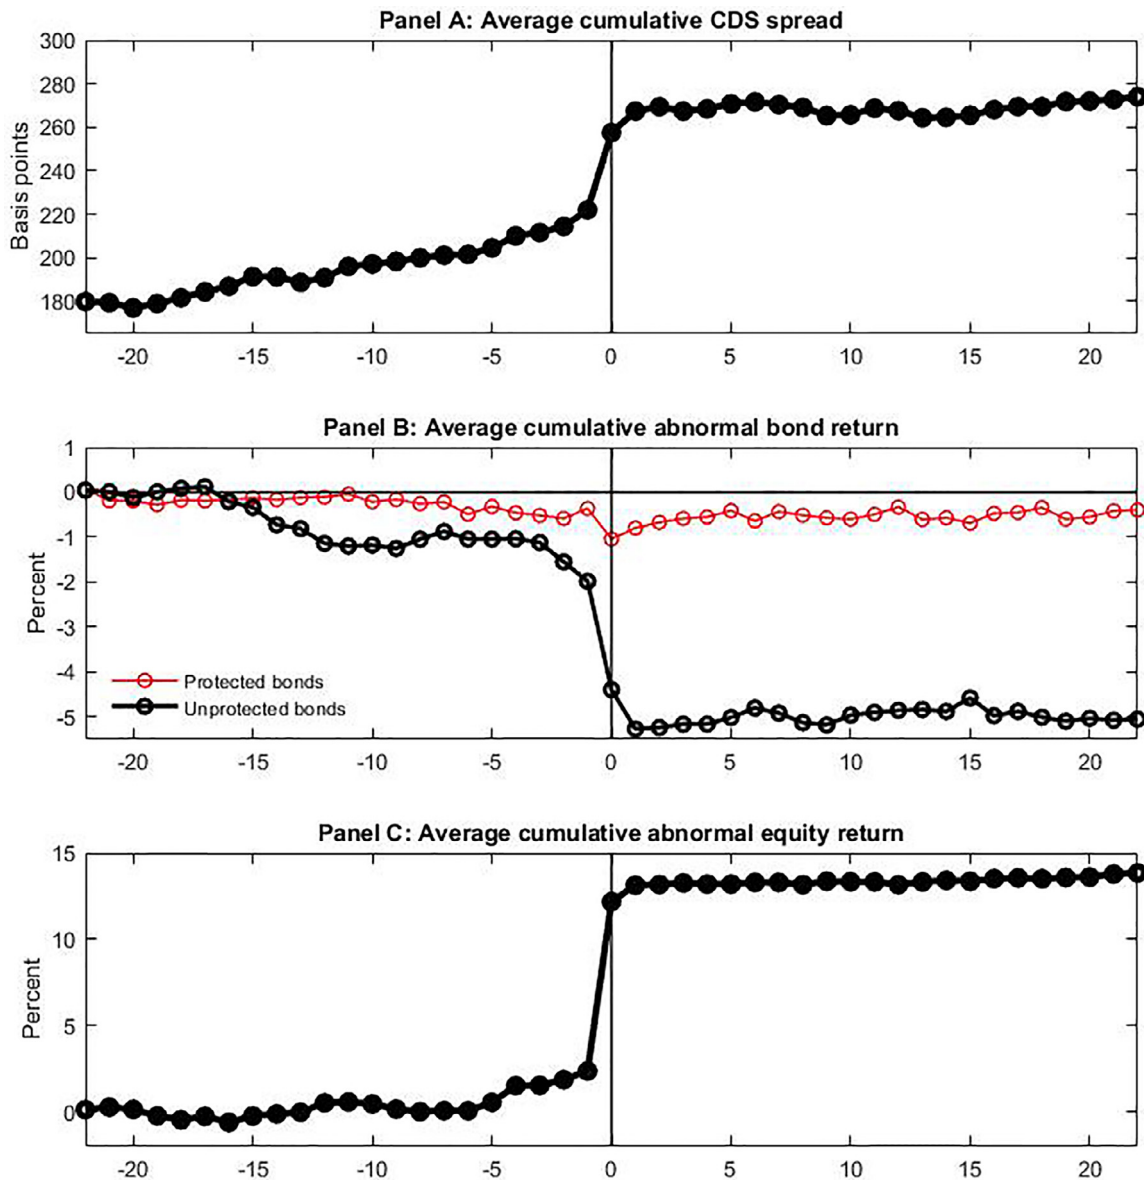 Panel A: Average cumulative CDS spread
300
280
260
240
220
200
180
Basis points
-20 -15 -10 -5 0 5 10 15 20
Panel B: Average cumulative abnormal bond return
1
0
-1
-2
-3
-4
-5
Percent
Protected bonds
Unprotected bonds
-20 -15 -10 -5 0 5 10 15 20
Panel C: Average cumulative abnormal equity return
15
10
5
0
Percent
-20 -15 -10 -5 0 5 10 15 20